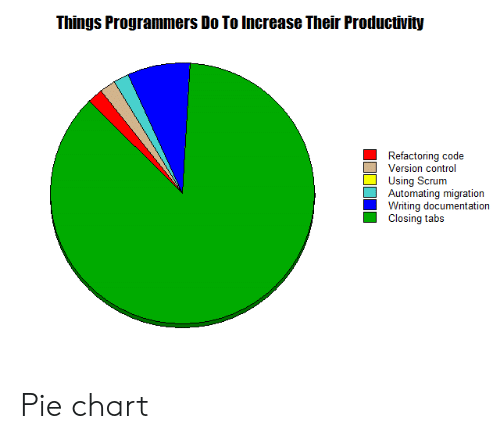 Things Programmers Do To Increase Their Productivity
Refactoring code
Version control
Using Scrum
Automating migration
Writing documentation
Closing tabs
Pie chart